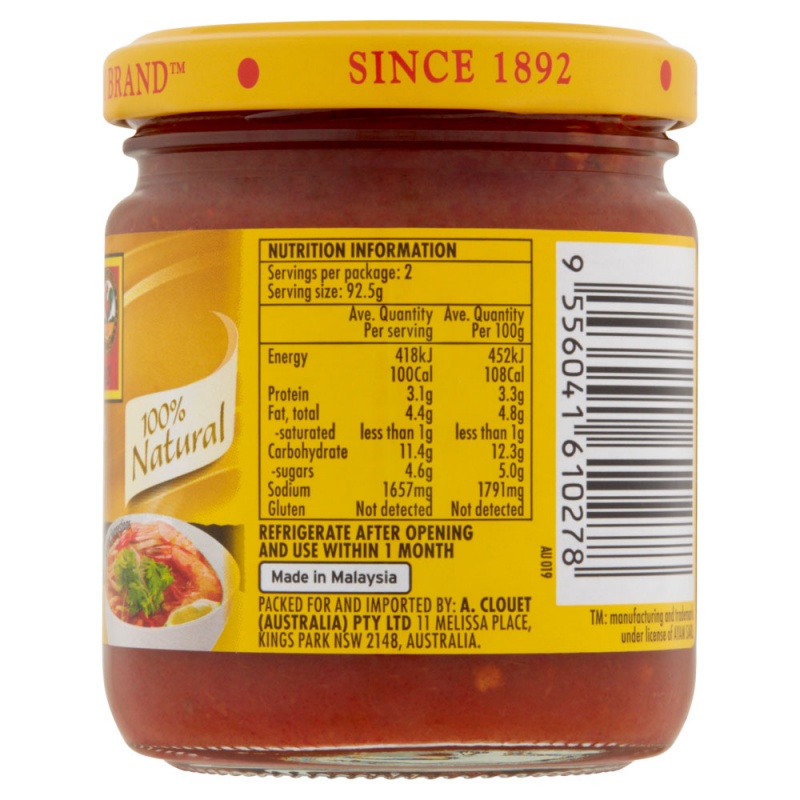 BRAND™ SINCE 1892
100%
Natural
NUTRITION INFORMATION
Servings per package: 2
Serving size: 92.5g
Ave. Quantity Ave. Quantity
Per serving Per 100g
Energy 418kJ 452kJ
100Cal 108Cal
Protein 3.1g 3.3g
Fat, total 4.4g 4.8g
-saturated less than 1g less than 1g
Carbohydrate 11.4g 12.3g
-sugars 4.6g 5.0g
Sodium 1657mg 1791mg
Gluten Not detected Not detected
REFRIGERATE AFTER OPENING
AND USE WITHIN 1 MONTH
Made in Malaysia
PACKED FOR AND IMPORTED BY: A. CLOUET
(AUSTRALIA) PTY LTD 11 MELISSA PLACE,
KINGS PARK NSW 2148, AUSTRALIA.
AU 019
9 556041 610278
TM: manufacturing and trademark
under license of AYAM SARL